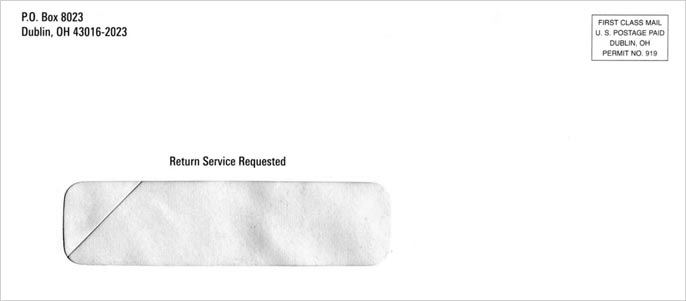 P.O. Box 8023
Dublin, OH 43016-2023
FIRST CLASS MAIL
U. S. POSTAGE PAID
DUBLIN, OH
PERMIT NO. 919
Return Service Requested